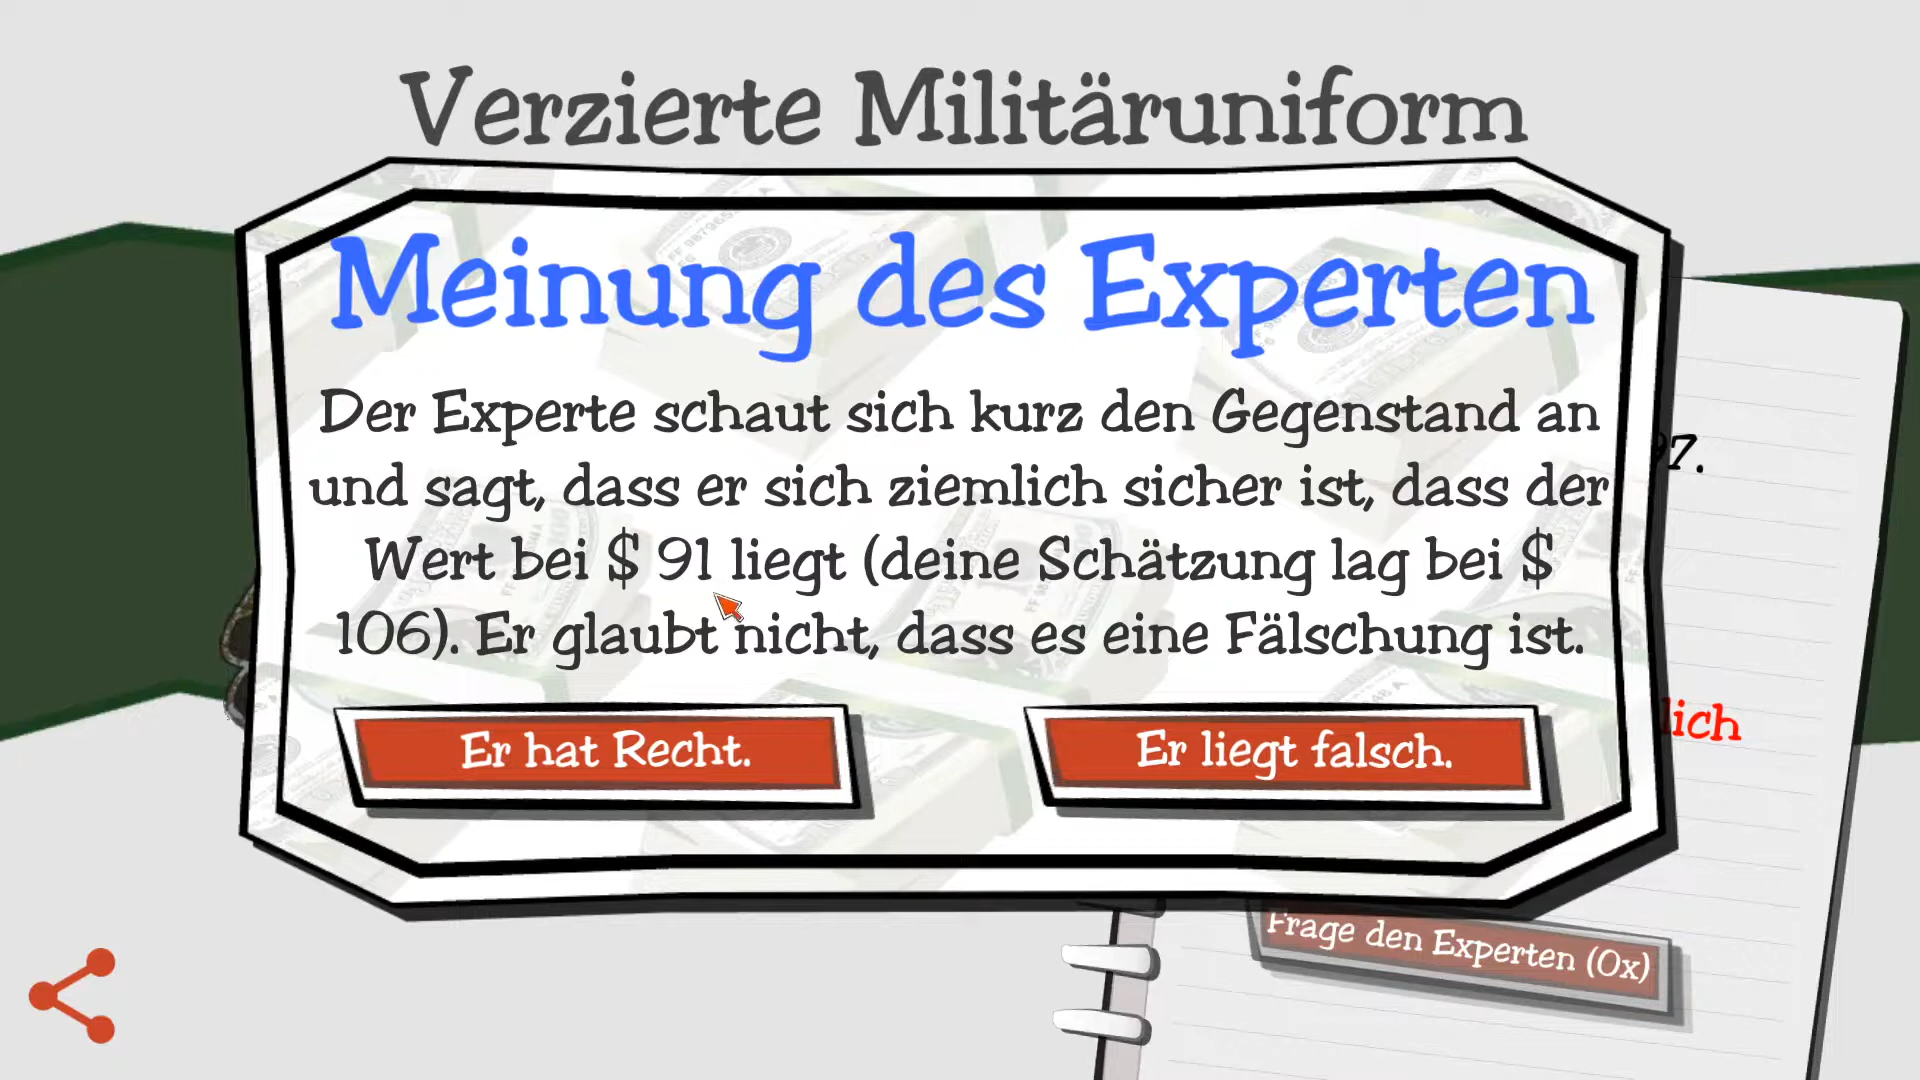 Verzierte Militäruniform
Meinung des Experten
Der Experte schaut sich kurz den Gegenstand an
und sagt, dass er sich ziemlich sicher ist, dass der
Wert bei $ 91 liegt (deine Schätzung lag bei $
106). Er glaubt nicht, dass es eine Fälschung ist.
Er hat Recht.
Er liegt falsch.
97.
lich
Frage den Experten (0x)